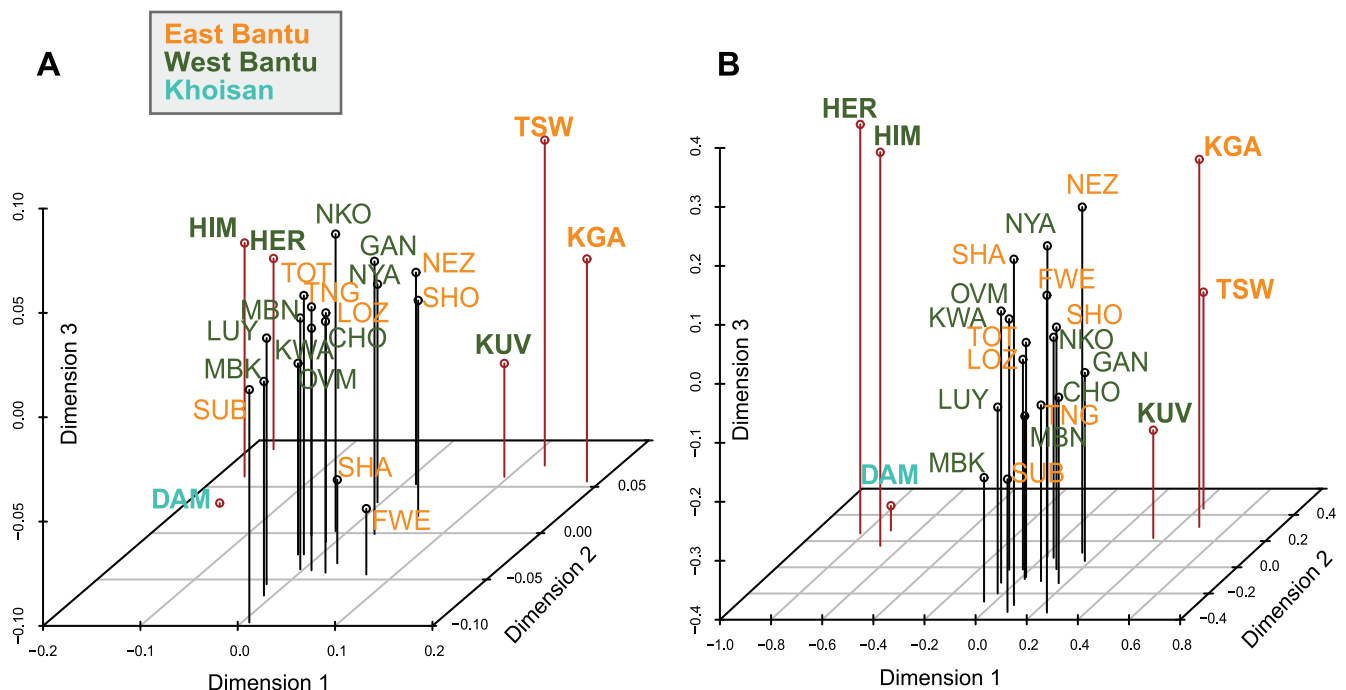 East Bantu
West Bantu
Khoisan
A
TSW
HIM
HER
NKO
GAN
KGA
TOT
TNG
NYA
NEZ
MBN
LOZ
SHO
LUY
KWA
CHO
KUV
MBK
OVM
SUB
SHA
DAM
FWE
0.10
0.05
0.00
−0.05
−0.10
Dimension 3
−0.2
−0.1
0.0
0.1
0.2
Dimension 1
0.05
0.00
−0.05
−0.10
Dimension 2
B
HER
HIM
KGA
NEZ
NYA
SHA
FWE
OVM
TSW
KWA
SHO
TOT
NKO
LOZ
GAN
LUY
CHO
TNG
KUV
MBN
MBK
SUB
DAM
0.4
0.3
0.2
0.1
0.0
−0.1
−0.2
−0.3
−0.4
Dimension 3
−1.0
−0.8
−0.6
−0.4
−0.2
0.0
0.2
0.4
0.6
0.8
Dimension 1
0.4
0.2
0.0
−0.2
−0.4
Dimension 2